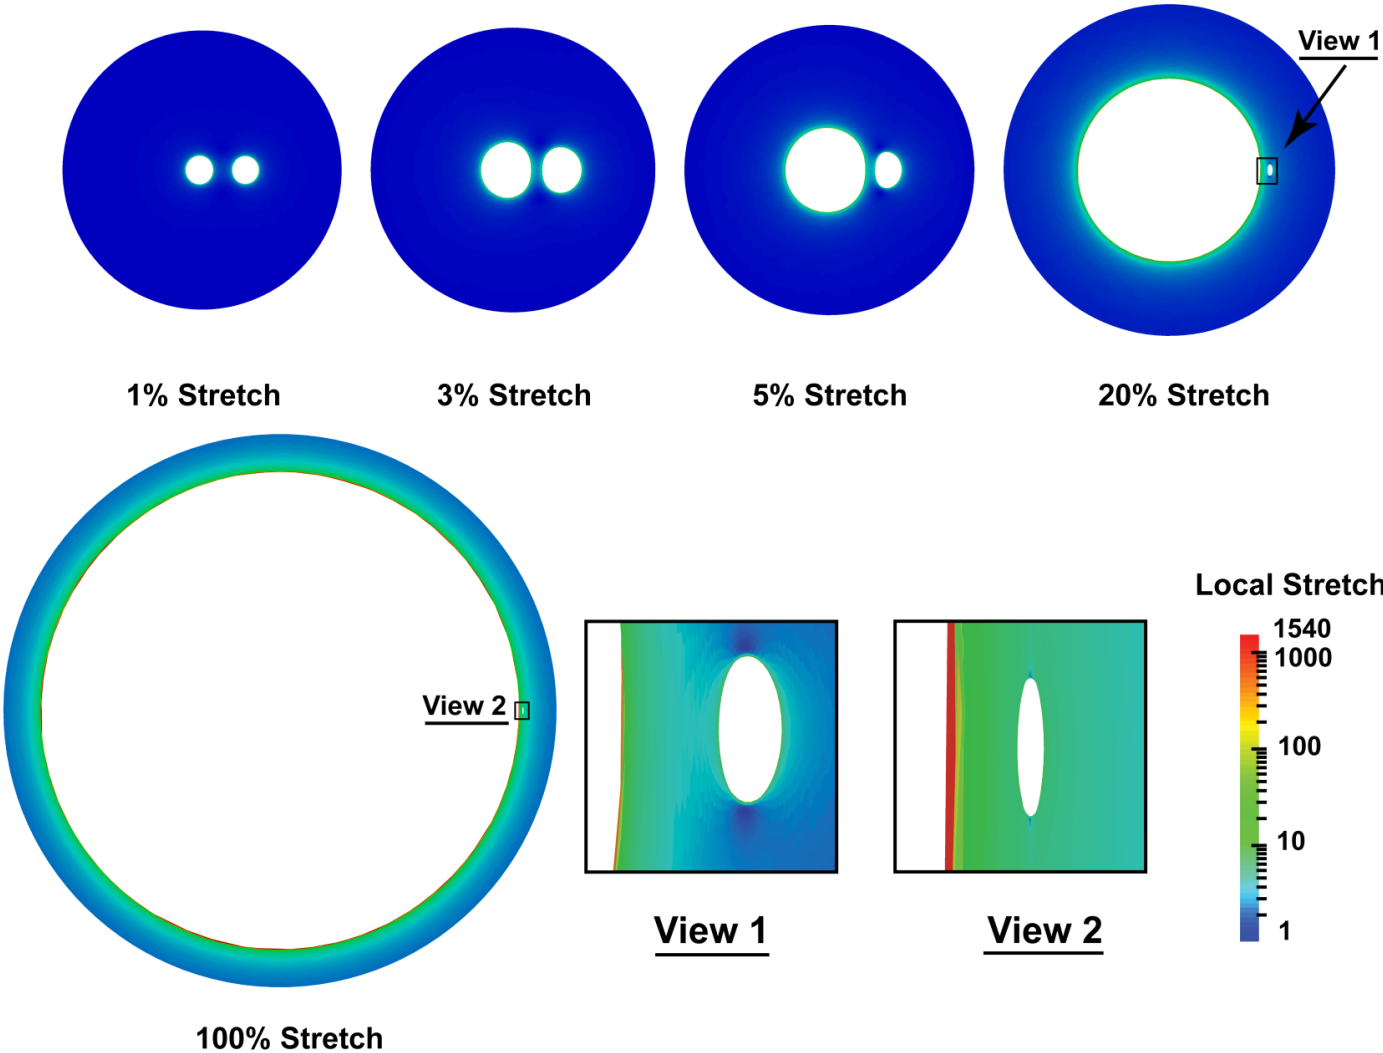 View 1
1% Stretch
3% Stretch
5% Stretch
20% Stretch
View 2
Local Stretch
1540
1000
100
10
1
View 1
View 2
100% Stretch